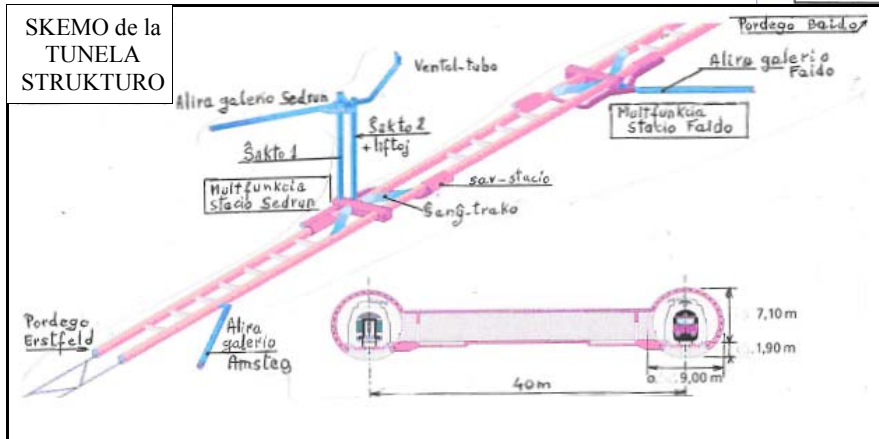 SKEMO de la
TUNELA
STRUKTURO
Pordego Baido
Ventol-tubo
Alira galerio
Faido
Alira galerio Sedrun
Ŝakto 2
+ liftoj
Ŝakto 1
Multfunkcia
stacio Faido
Multfunkcia
stacio Sedrun
sav-stacio
Ŝanĝ-trako
Pordego
Erstfeld
Alira
galerio
Amsteg
7,10 m
1,90 m
9,00 m
40 m